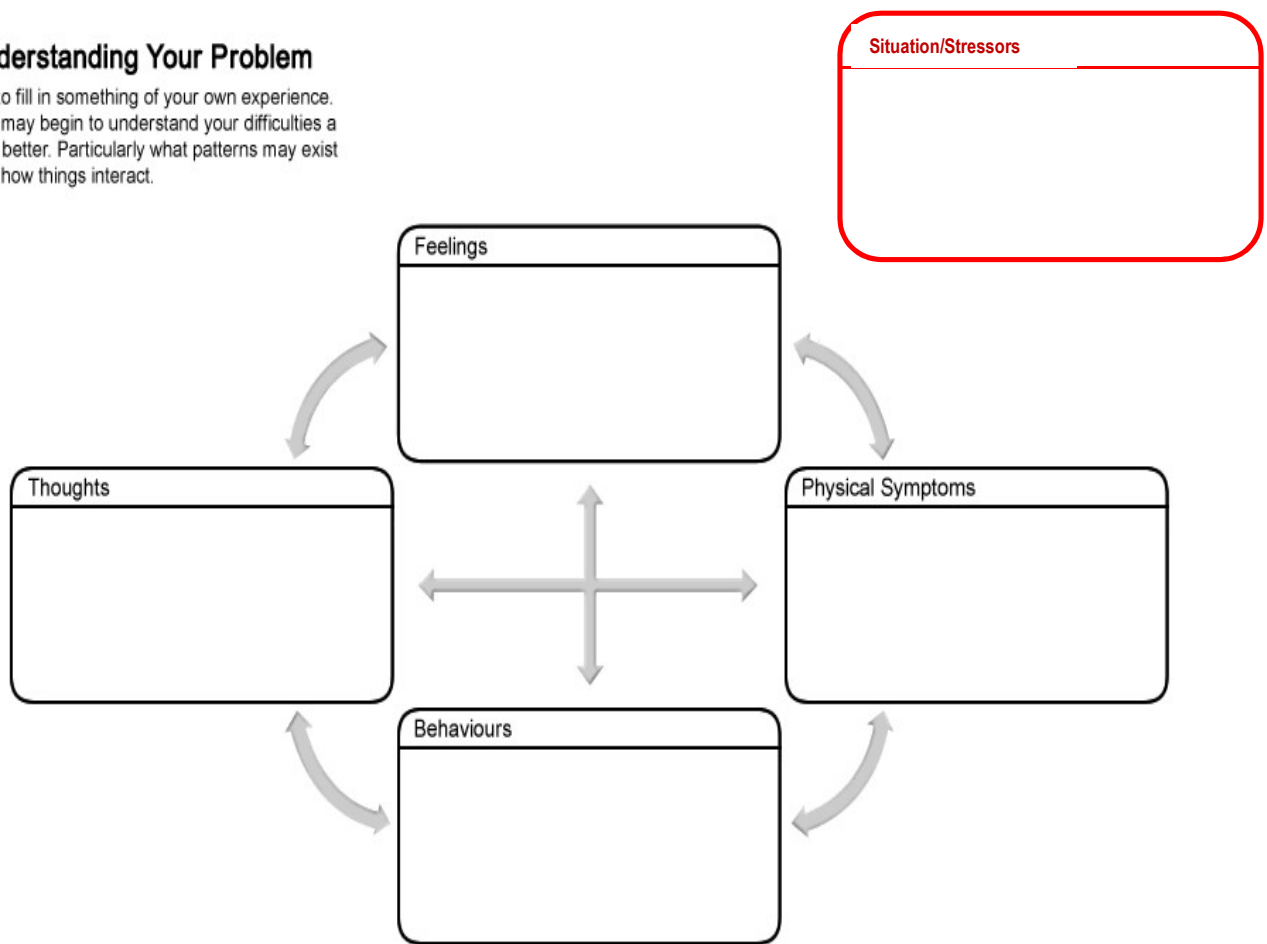 derstanding Your Problem
o fill in something of your own experience.
may begin to understand your difficulties a
better. Particularly what patterns may exist
how things interact.
Situation/Stressors
Feelings
Thoughts
Physical Symptoms
Behaviours